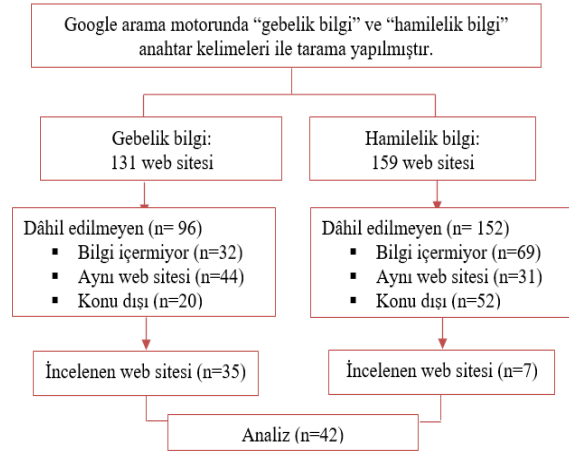 Google arama motorunda “gebelik bilgi” ve “hamilelik bilgi”
anahtar kelimeleri ile tarama yapılmıştır.
Gebelik bilgi:
131 web sitesi
Hamilelik bilgi:
159 web sitesi
Dâhil edilmeyen (n= 96)
▪ Bilgi içermiyor (n=32)
▪ Aynı web sitesi (n=44)
▪ Konu dışı (n=20)
Dâhil edilmeyen (n= 152)
▪ Bilgi içermiyor (n=69)
▪ Aynı web sitesi (n=31)
▪ Konu dışı (n=52)
İncelenen web sitesi (n=35)
İncelenen web sitesi (n=7)
Analiz (n=42)